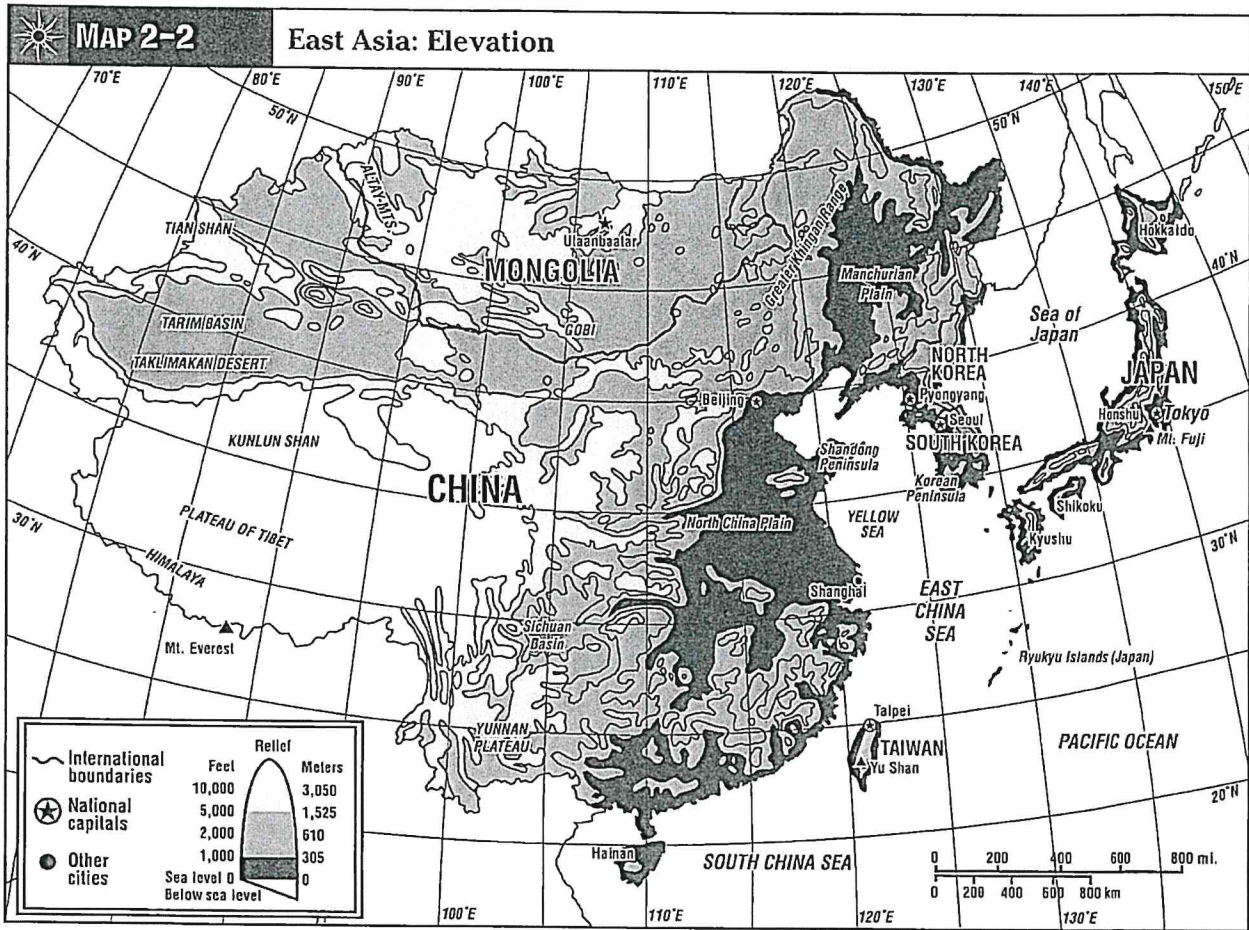 MAP 2-2
East Asia: Elevation
70°E
80°E
90°E
100°E
110°E
120°E
130°E
140°E
150°E
50°N
50°N
40°N
40°N
30°N
30°N
20°N
ALTAY MTS.
Ulaanbaatar
MONGOLIA
TIAN SHAN
Greater Khingan Range
Manchurian
Plain
Hokkaido
TARIM BASIN
GOBI
TAKLIMAKAN DESERT
Sea of
Japan
NORTH
KOREA
Beijing
Pyongyang
JAPAN
Seoul
Honshu
Tokyo
Mt. Fuji
KUNLUN SHAN
SOUTH KOREA
Shandong
Peninsula
Korean
Peninsula
CHINA
Shikoku
PLATEAU OF TIBET
North China Plain
YELLOW
SEA
Kyushu
HIMALAYA
Shanghai
EAST
CHINA
SEA
Mt. Everest
Sichuan
Basin
Ryukyu Islands (Japan)
YUNNAN
PLATEAU
Taipei
TAIWAN
Yu Shan
PACIFIC OCEAN
Hainan
SOUTH CHINA SEA
International
boundaries
National
capitals
Other
cities
Relief
Feet Meters
10,000 3,050
5,000 1,525
2,000 610
1,000 305
Sea level 0 0
Below sea level
0 200 400 600 800 mi.
0 200 400 600 800 km
100°E
110°E
120°E
130°E